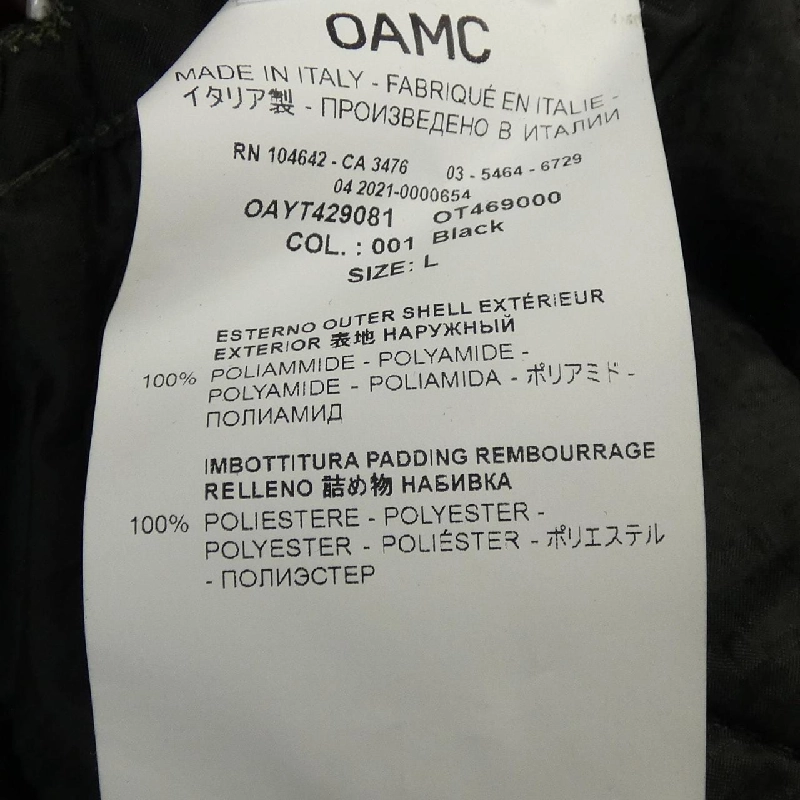 OAMC
MADE IN ITALY - FABRIQUÉ EN ITALIE -
イタリア製 - ПРОИЗВЕДЕНО В ИТАЛИИ
RN 104642 - CA 3476 03 - 5464 - 6729
04 2021-0000654
OAYT429081 OT469000
COL. : 001 Black
SIZE: L
ESTERNO OUTER SHELL EXTÉRIEUR
EXTERIOR 表地 НАРУЖНЫЙ
100% POLIAMMIDE - POLYAMIDE -
POLYAMIDE - POLIAMIDA - ポリアミド -
ПОЛИАМИД
IMBOTTITURA PADDING REMBOURRAGE
RELLENO 詰め物 НАБИВКА
100% POLIESTERE - POLYESTER -
POLYESTER - POLIÉSTER - ポリエステル
- ПОЛИЭСТЕР